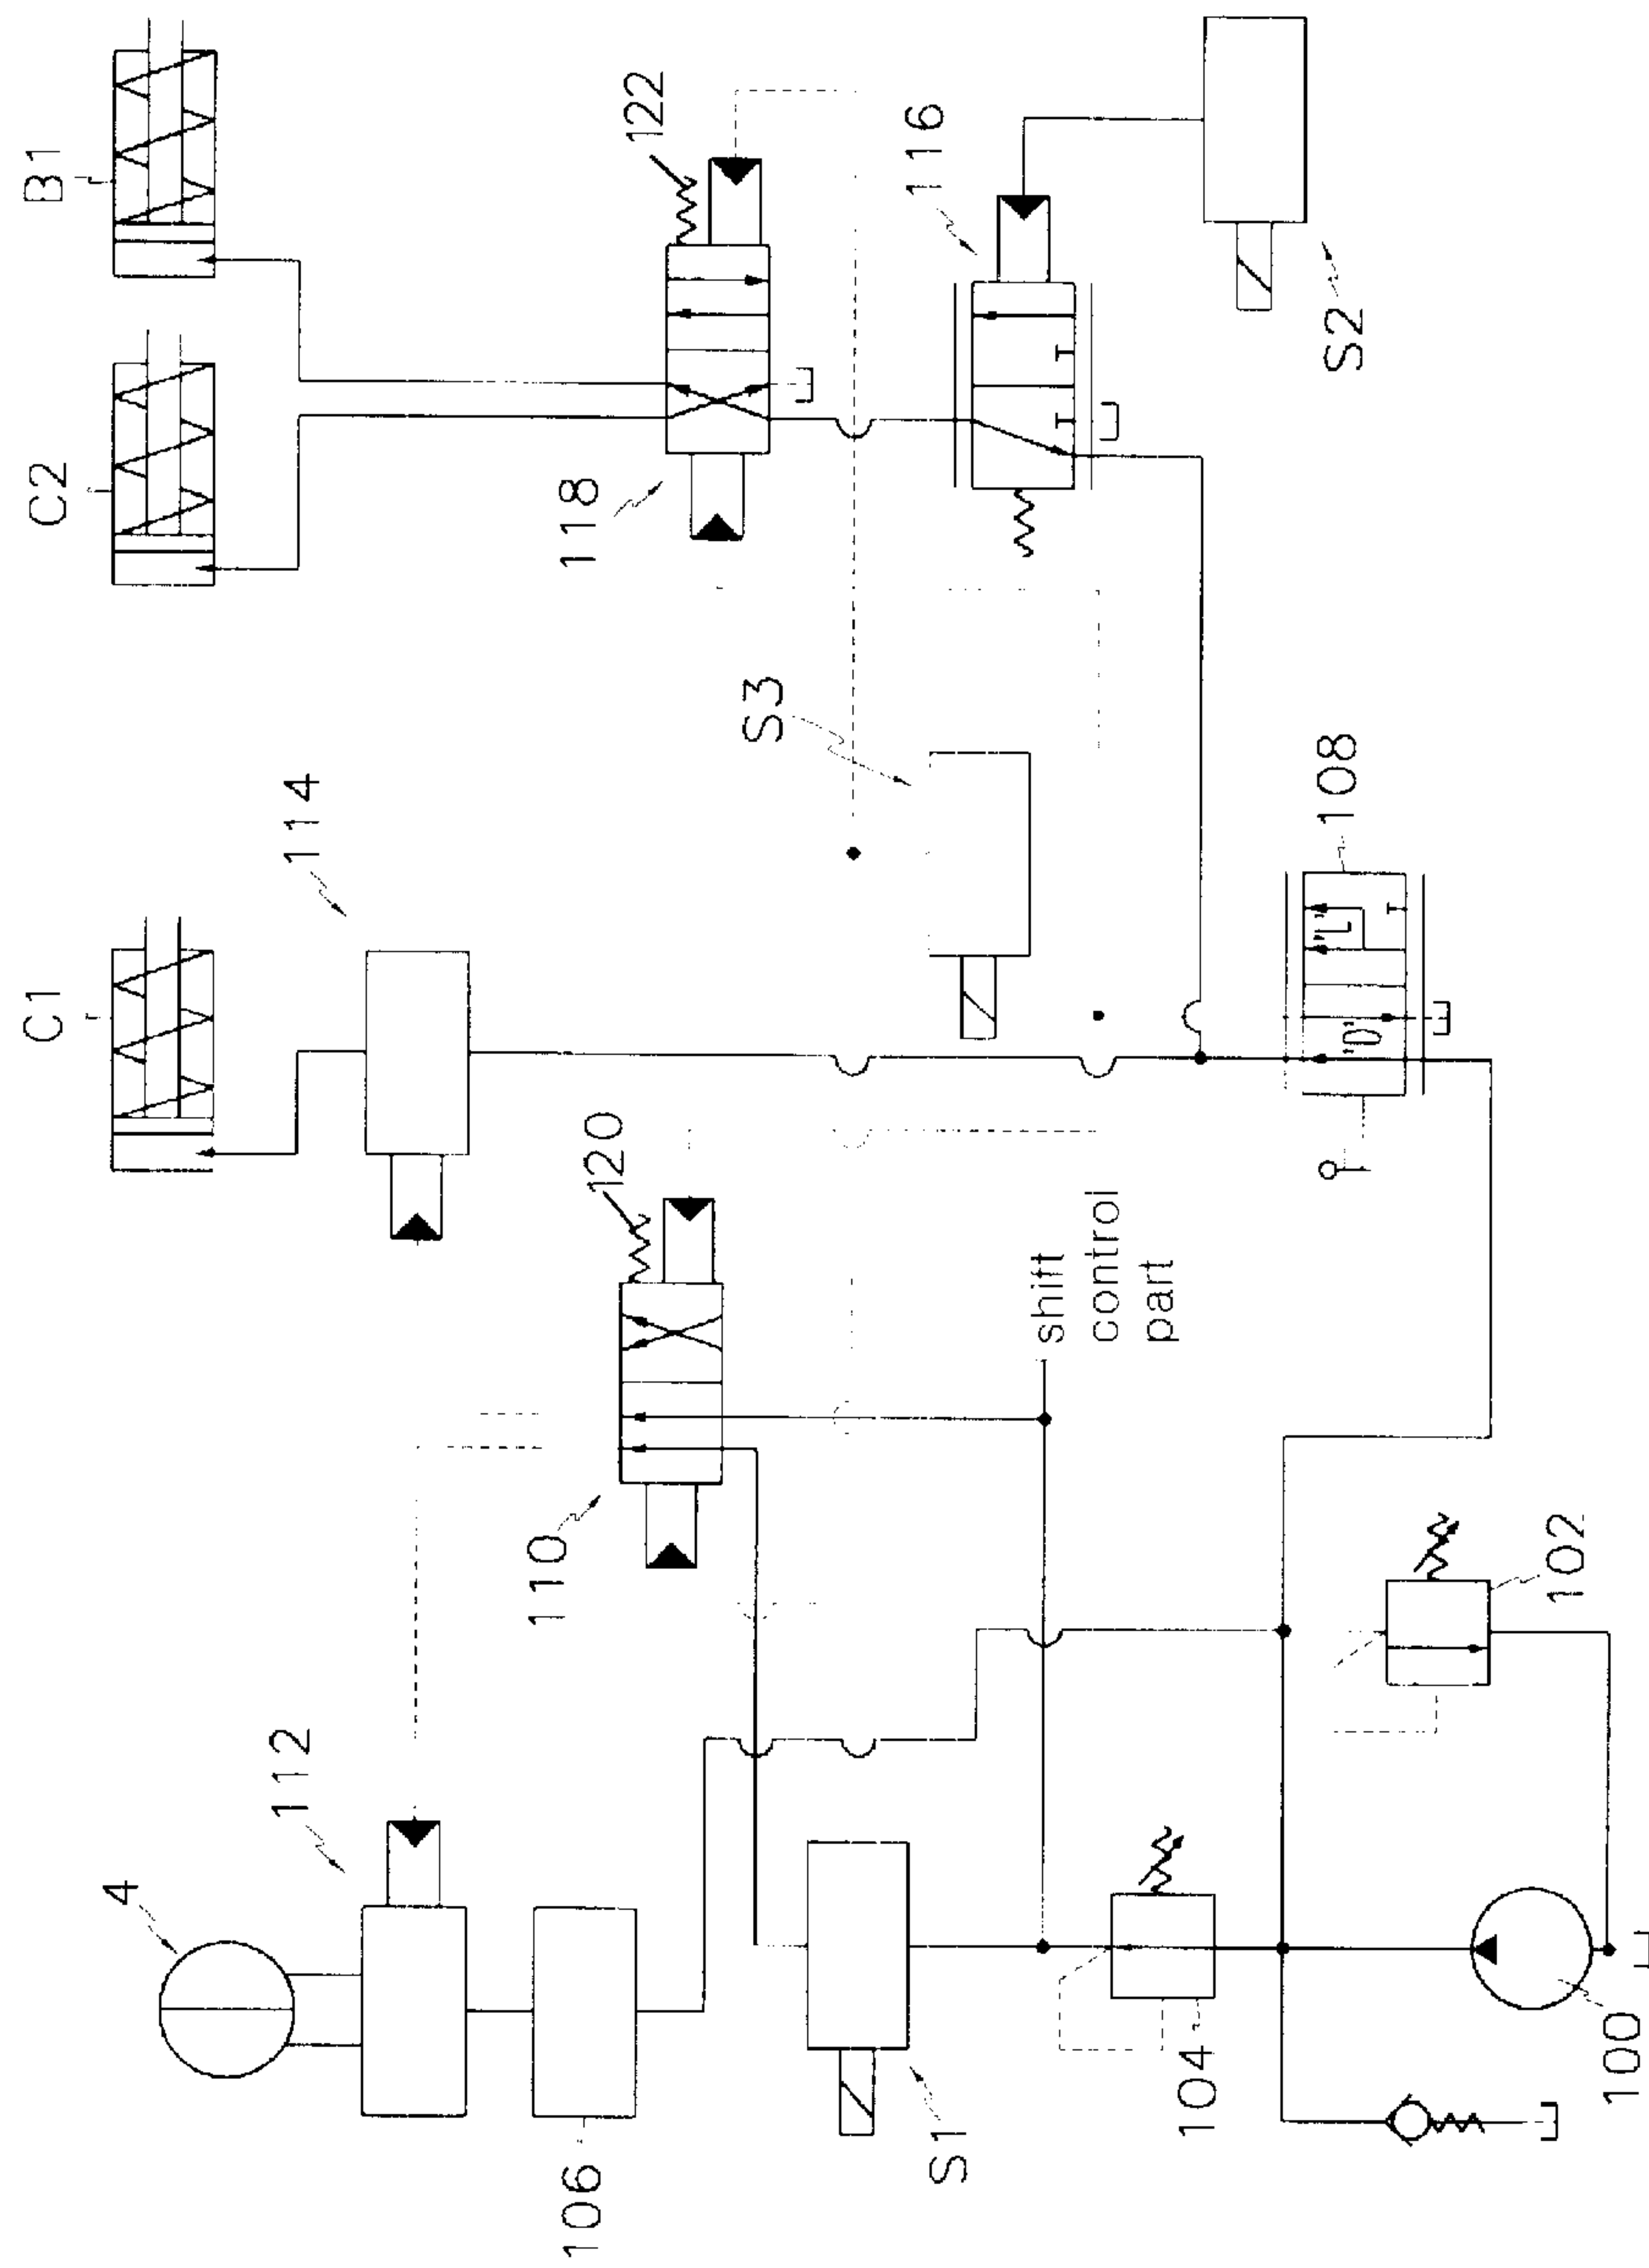 B1
C2
C1
4
122
116
118
S2
S3
114
108
'L'
'D'
120
110
shift
control
part
112
106
S1
104
102
100